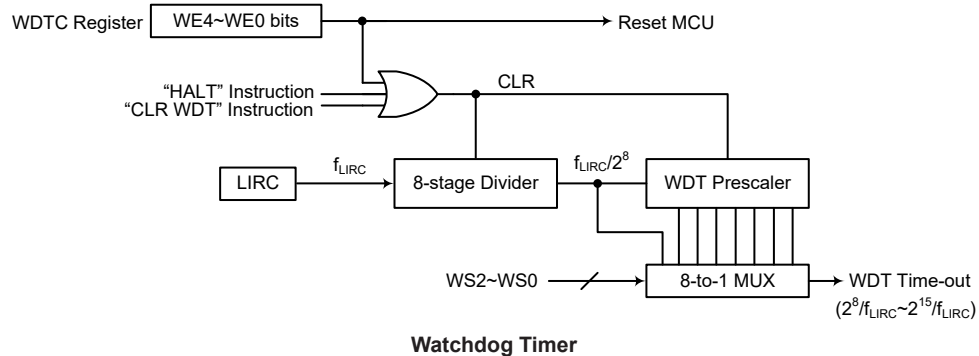 WDTC Register
WE4~WE0 bits
Reset MCU
CLR
“HALT” Instruction
“CLR WDT” Instruction
fLIRC
fLIRC/2⁸
LIRC
8-stage Divider
WDT Prescaler
WS2~WS0
8-to-1 MUX
WDT Time-out
(2⁸/fLIRC~2¹⁵/fLIRC)
Watchdog Timer